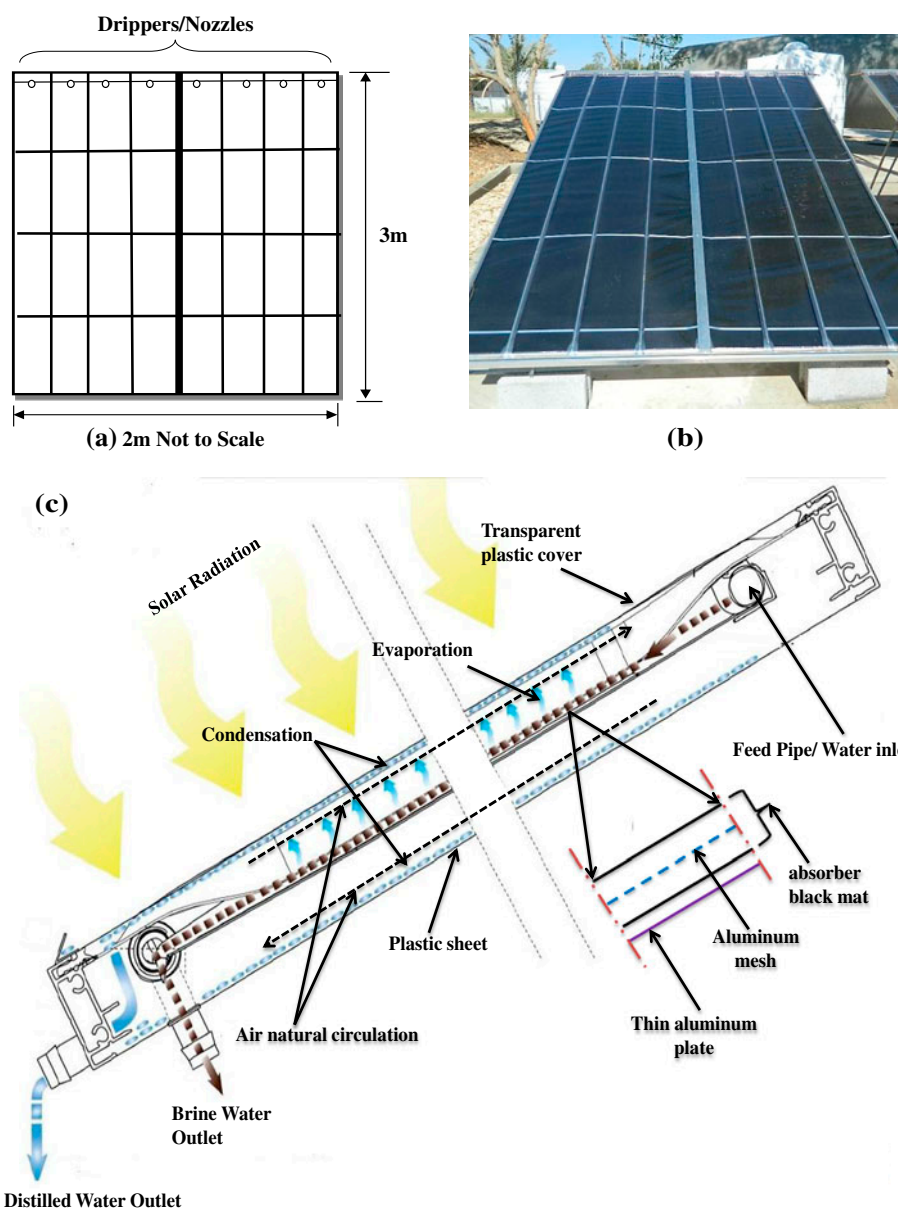 Drippers/Nozzles
3m
(a) 2m Not to Scale
(b)
(c)
Solar Radiation
Transparent
plastic cover
Evaporation
Condensation
Feed Pipe/ Water inl
absorber
black mat
Plastic sheet
Aluminum
mesh
Air natural circulation
Thin aluminum
plate
Brine Water
Outlet
Distilled Water Outlet